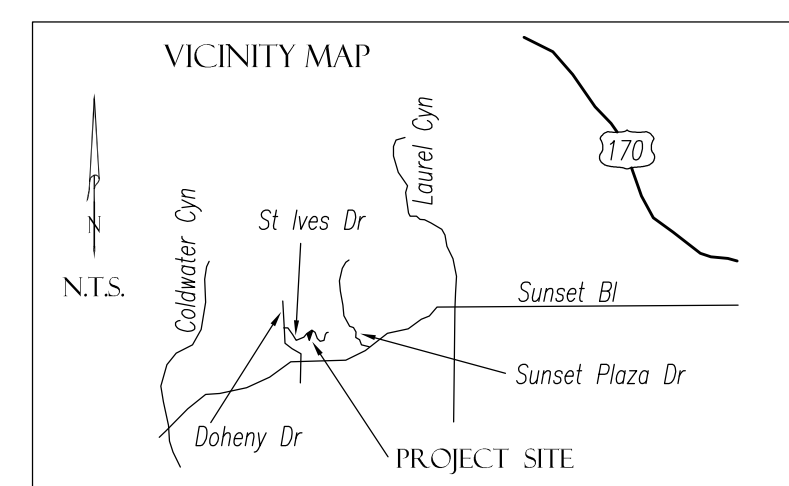 VICINITY MAP
170
Laurel Cyn
Coldwater Cyn
St Ives Dr
N
N.T.S.
Sunset Bl
Sunset Plaza Dr
Doheny Dr
PROJECT SITE